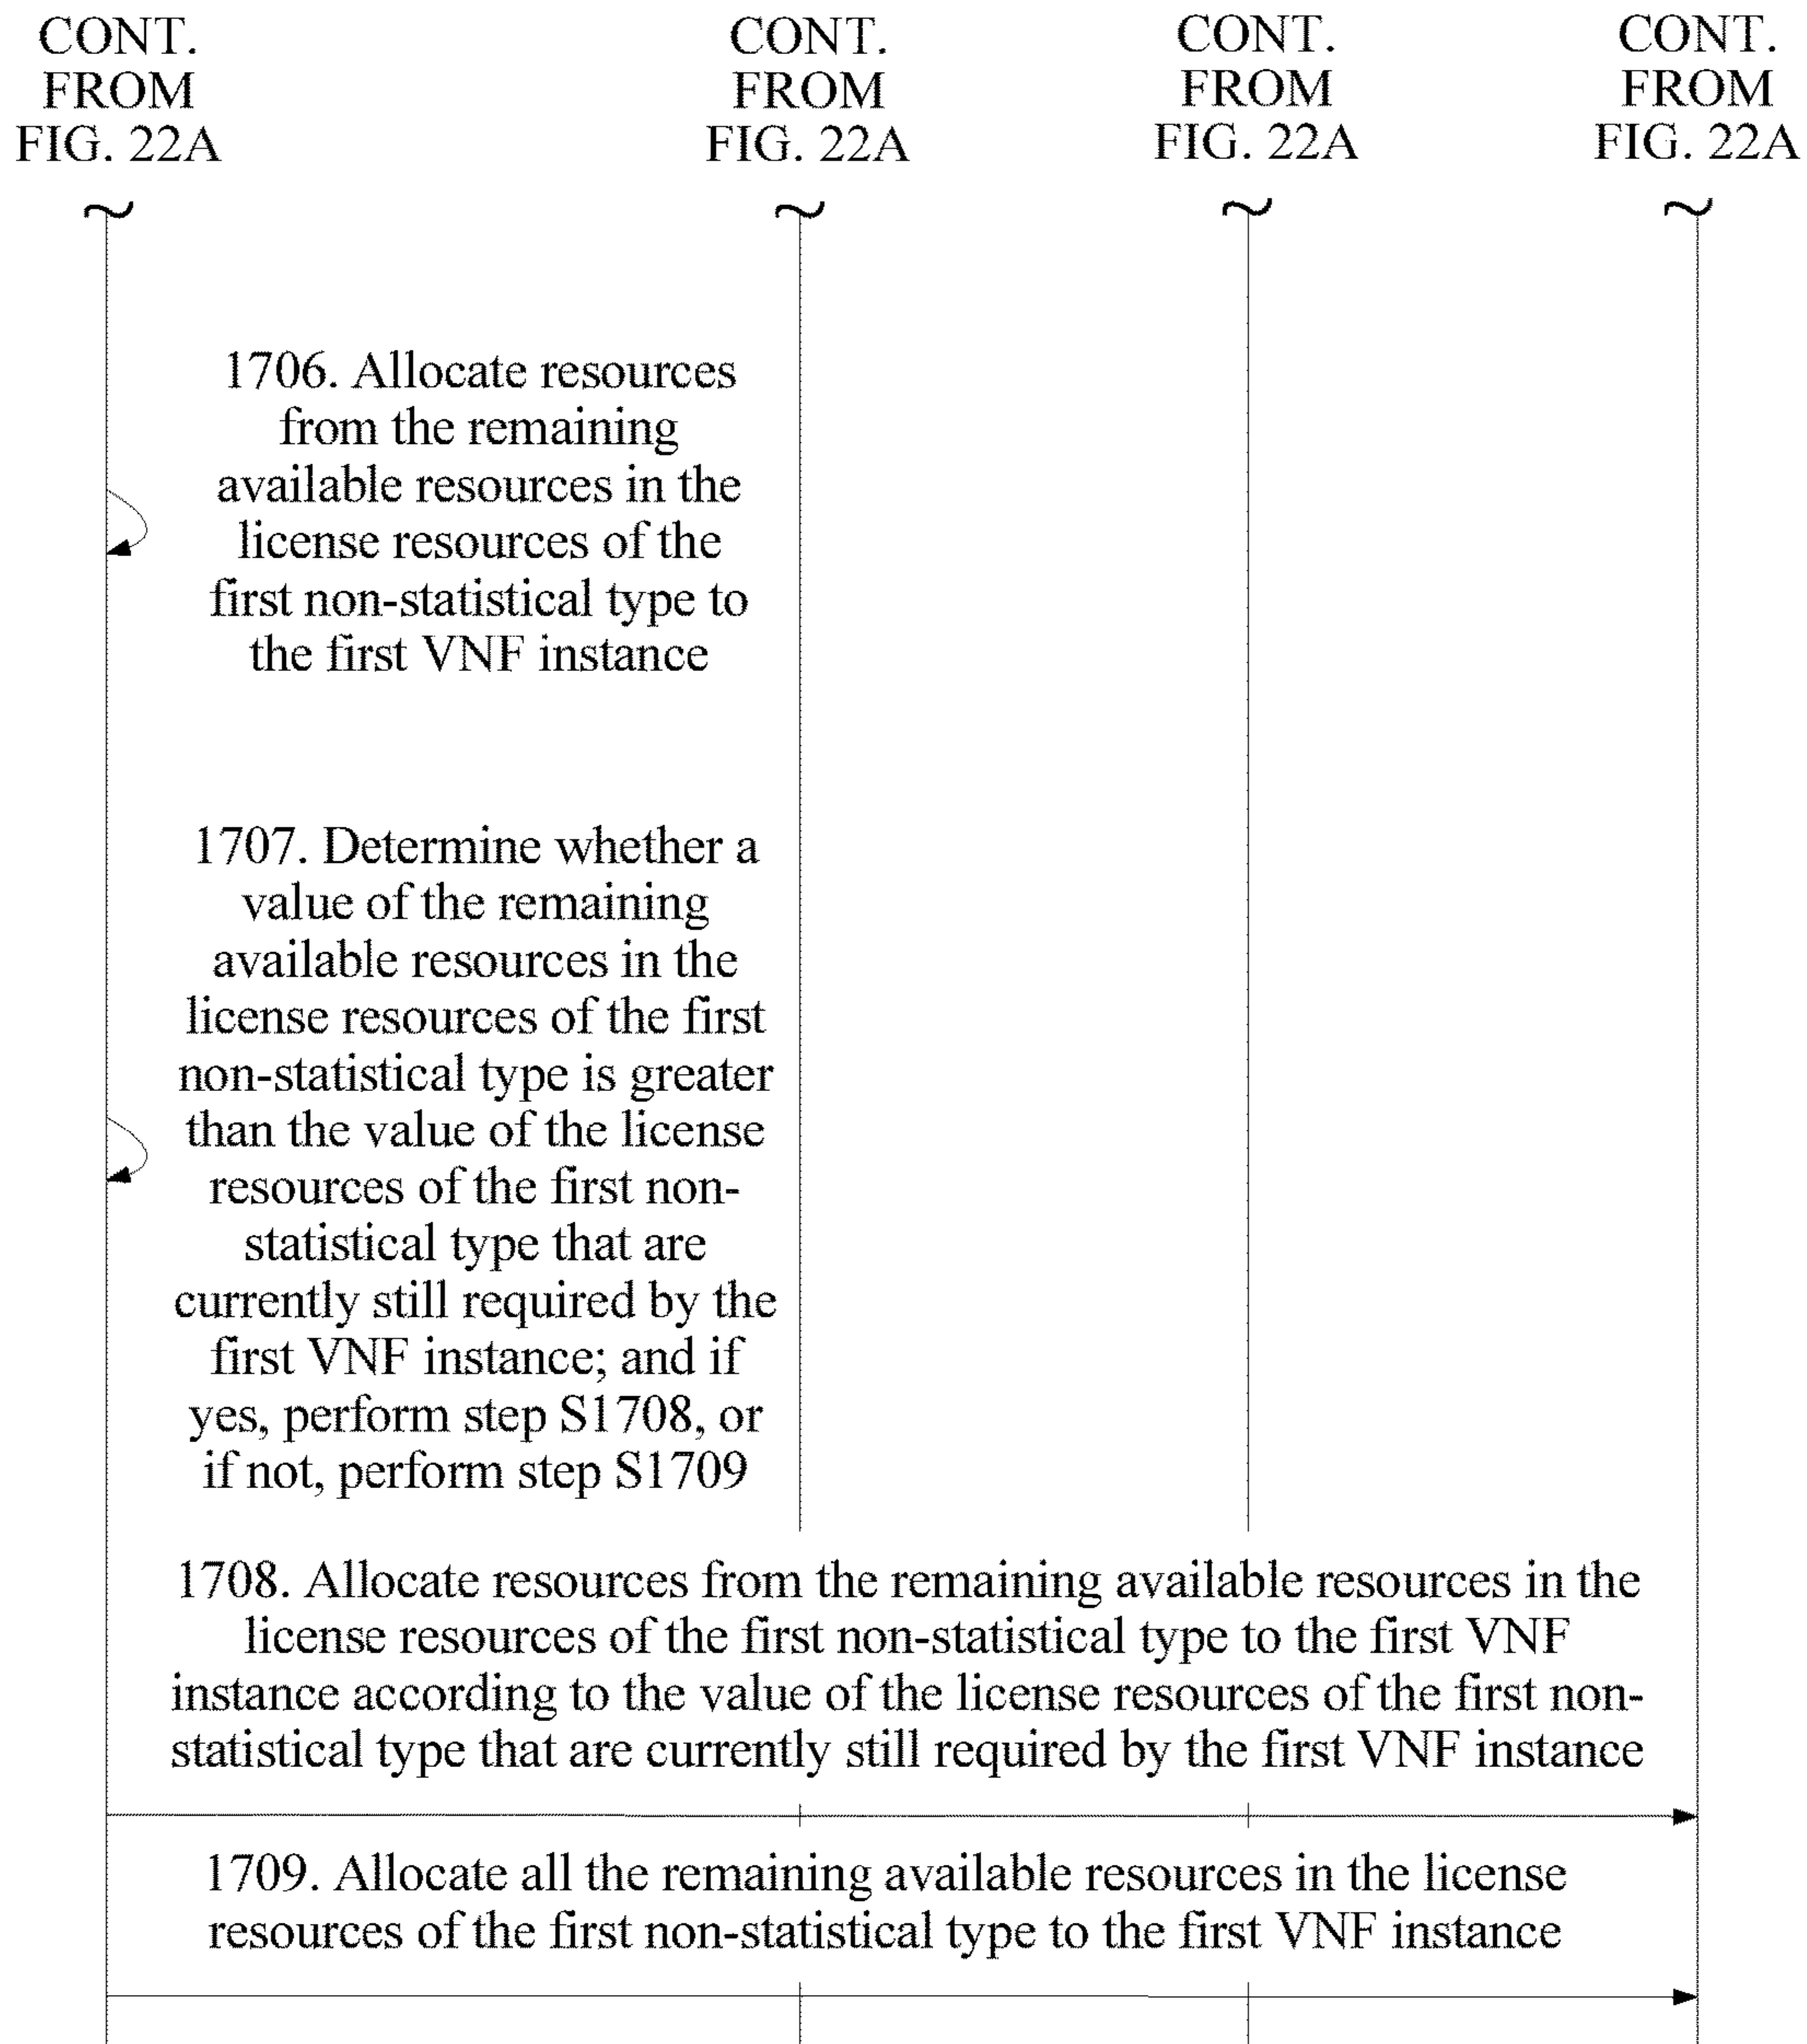 CONT.
FROM
FIG. 22A
CONT.
FROM
FIG. 22A
CONT.
FROM
FIG. 22A
CONT.
FROM
FIG. 22A
1706. Allocate resources
from the remaining
available resources in the
license resources of the
first non-statistical type to
the first VNF instance
1707. Determine whether a
value of the remaining
available resources in the
license resources of the first
non-statistical type is greater
than the value of the license
resources of the first non-
statistical type that are
currently still required by the
first VNF instance; and if
yes, perform step S1708, or
if not, perform step S1709
1708. Allocate resources from the remaining available resources in the
license resources of the first non-statistical type to the first VNF
instance according to the value of the license resources of the first non-
statistical type that are currently still required by the first VNF instance
1709. Allocate all the remaining available resources in the license
resources of the first non-statistical type to the first VNF instance